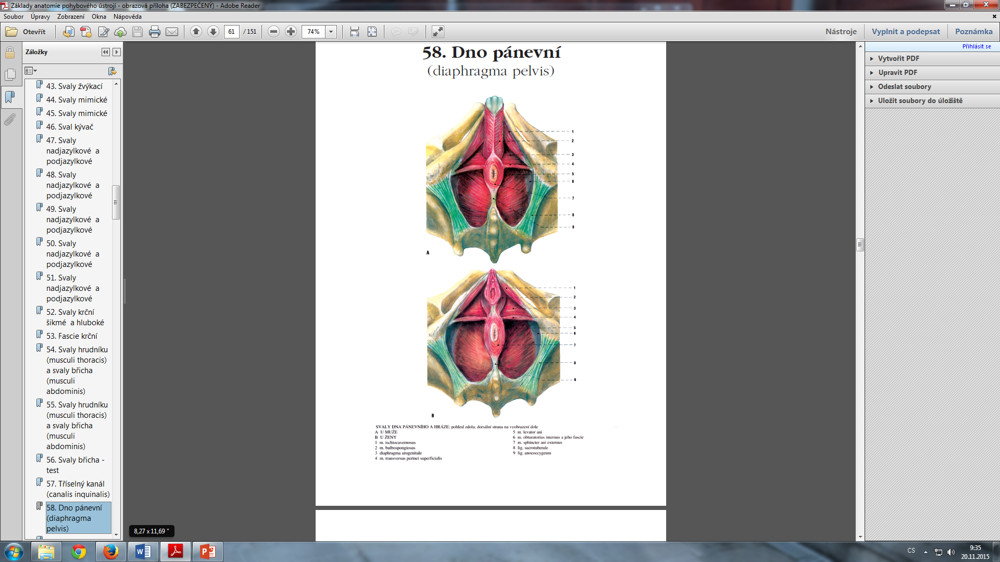 Základy anatomie pohybového ústrojí - obrazová příloha (ZABEZPEČENÝ) - Adobe Reader
Soubor Úpravy Zobrazení Okna Nápověda
Otevřít 61 / 151 74% Nástroje Vyplnit a podepsat Poznámka
Záložky
43. Svaly žvýkací
44. Svaly mimické
45. Svaly mimické
46. Sval kývač
47. Svaly
nadjazylkové a
podjazylkové
48. Svaly
nadjazylkové a
podjazylkové
49. Svaly
nadjazylkové a
podjazylkové
50. Svaly
nadjazylkové a
podjazylkové
51. Svaly
nadjazylkové a
podjazylkové
52. Svaly krční
šikmé a hluboké
53. Fascie krční
54. Svaly hrudníku
(musculi thoracis)
a svaly břicha
(musculi
abdominis)
55. Svaly hrudníku
(musculi thoracis)
a svaly břicha
(musculi
abdominis)
56. Svaly břicha -
test
57. Tříselný kanál
(canalis inquinalis)
58. Dno pánevní
(diaphragma
pelvis)
8,27 x 11,69 "
58. Dno pánevní
(diaphragma pelvis)
1
2
3
4
5
6
7
8
9
A
1
2
3
4
5
6
7
8
9
B
SVALY DNA PÁNEVNÍHO A HRÁZE; pohled zdola; dorsální strana na vyobrazení dole
A U MUŽE
B U ŽENY
1 m. ischiocavernosus
2 m. bulbospongiosus
3 diaphragma urogenitale
4 m. transversus perinei superficialis
5 m. levator ani
6 m. obturatorius internus a jeho fascie
7 m. sphincter ani externus
8 lig. sacrotuberale
9 lig. anococcygeum
Přihlásit se
Vytvořit PDF
Upravit PDF
Odeslat soubory
Uložit soubory do úložiště
CS
9:35
20.11.2015